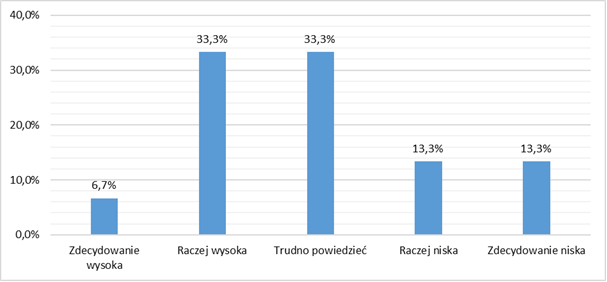 40,0%
33,3% 33,3%
30,0%
20,0%
13,3% 13,3%
10,0%
6,7%
0,0%
Zdecydowanie wysoka
Raczej wysoka
Trudno powiedzieć
Raczej niska
Zdecydowanie niska